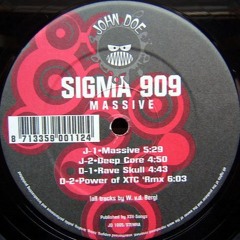 JOHN DOE
SIGMA 909
MASSIVE
8 713359 001124
J-1-Massive 5:29
J-2-Deep Core 4:50
D-1-Rave Skull 4:43
D-2-Power of XTC 'Rmx 6:03
(all tracks by W. v.d. Berg)